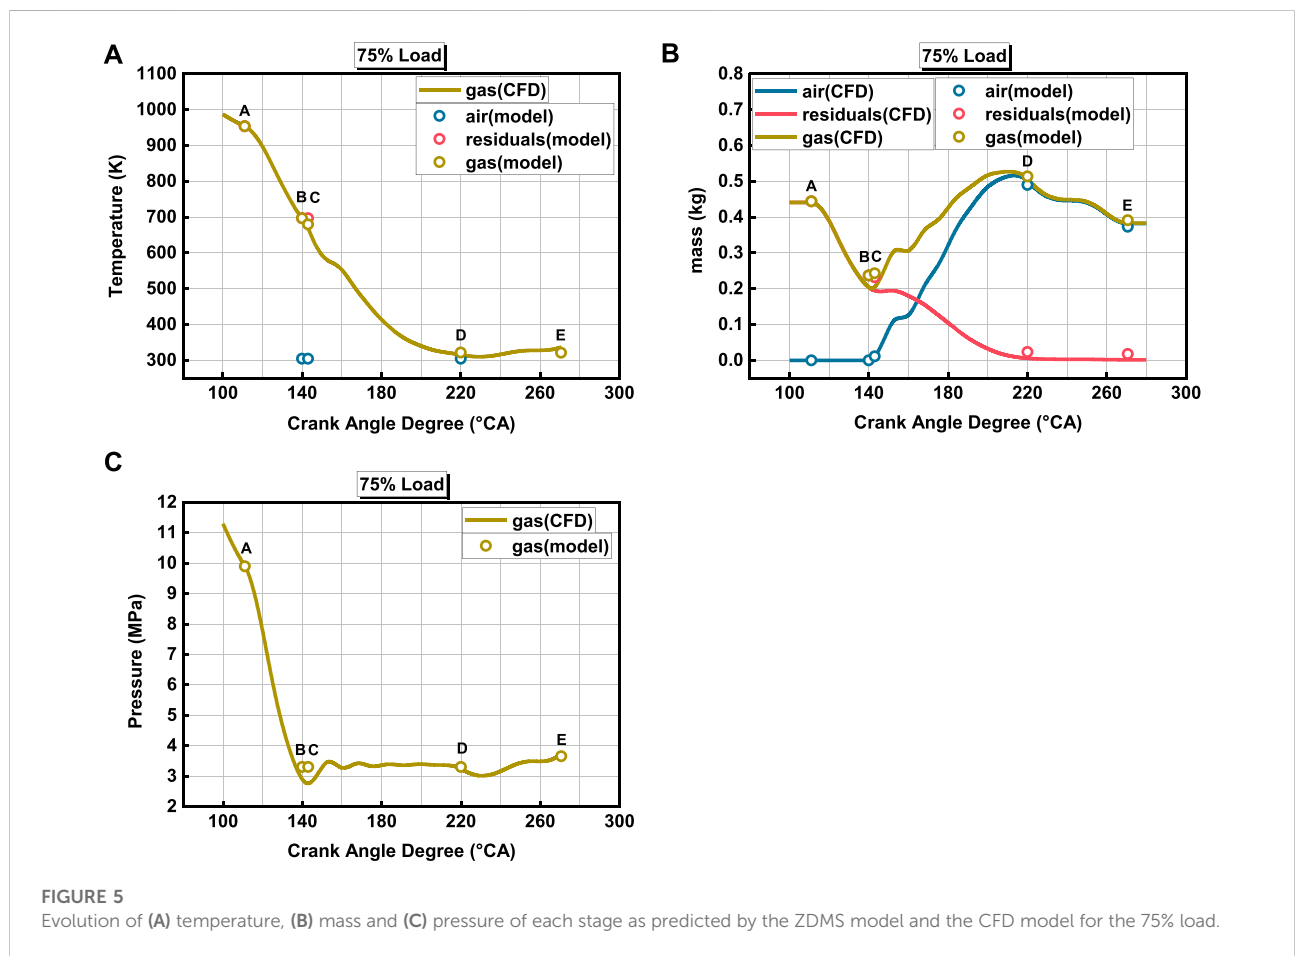 A
75% Load
1100
1000
900
800
700
600
500
400
300
Temperature (K)
gas(CFD)
air(model)
residuals(model)
gas(model)
A
B C
D
E
100 140 180 220 260 300
Crank Angle Degree (°CA)
B
75% Load
0.8
0.7
0.6
0.5
0.4
0.3
0.2
0.1
0.0
mass (kg)
air(CFD) air(model)
residuals(CFD) residuals(model)
gas(CFD) gas(model)
A
BC
D
E
100 140 180 220 260 300
Crank Angle Degree (°CA)
C
75% Load
12
11
10
9
8
7
6
5
4
3
2
Pressure (MPa)
gas(CFD)
gas(model)
A
B C
D
E
100 140 180 220 260 300
Crank Angle Degree (°CA)
FIGURE 5
Evolution of (A) temperature, (B) mass and (C) pressure of each stage as predicted by the ZDMS model and the CFD model for the 75% load.